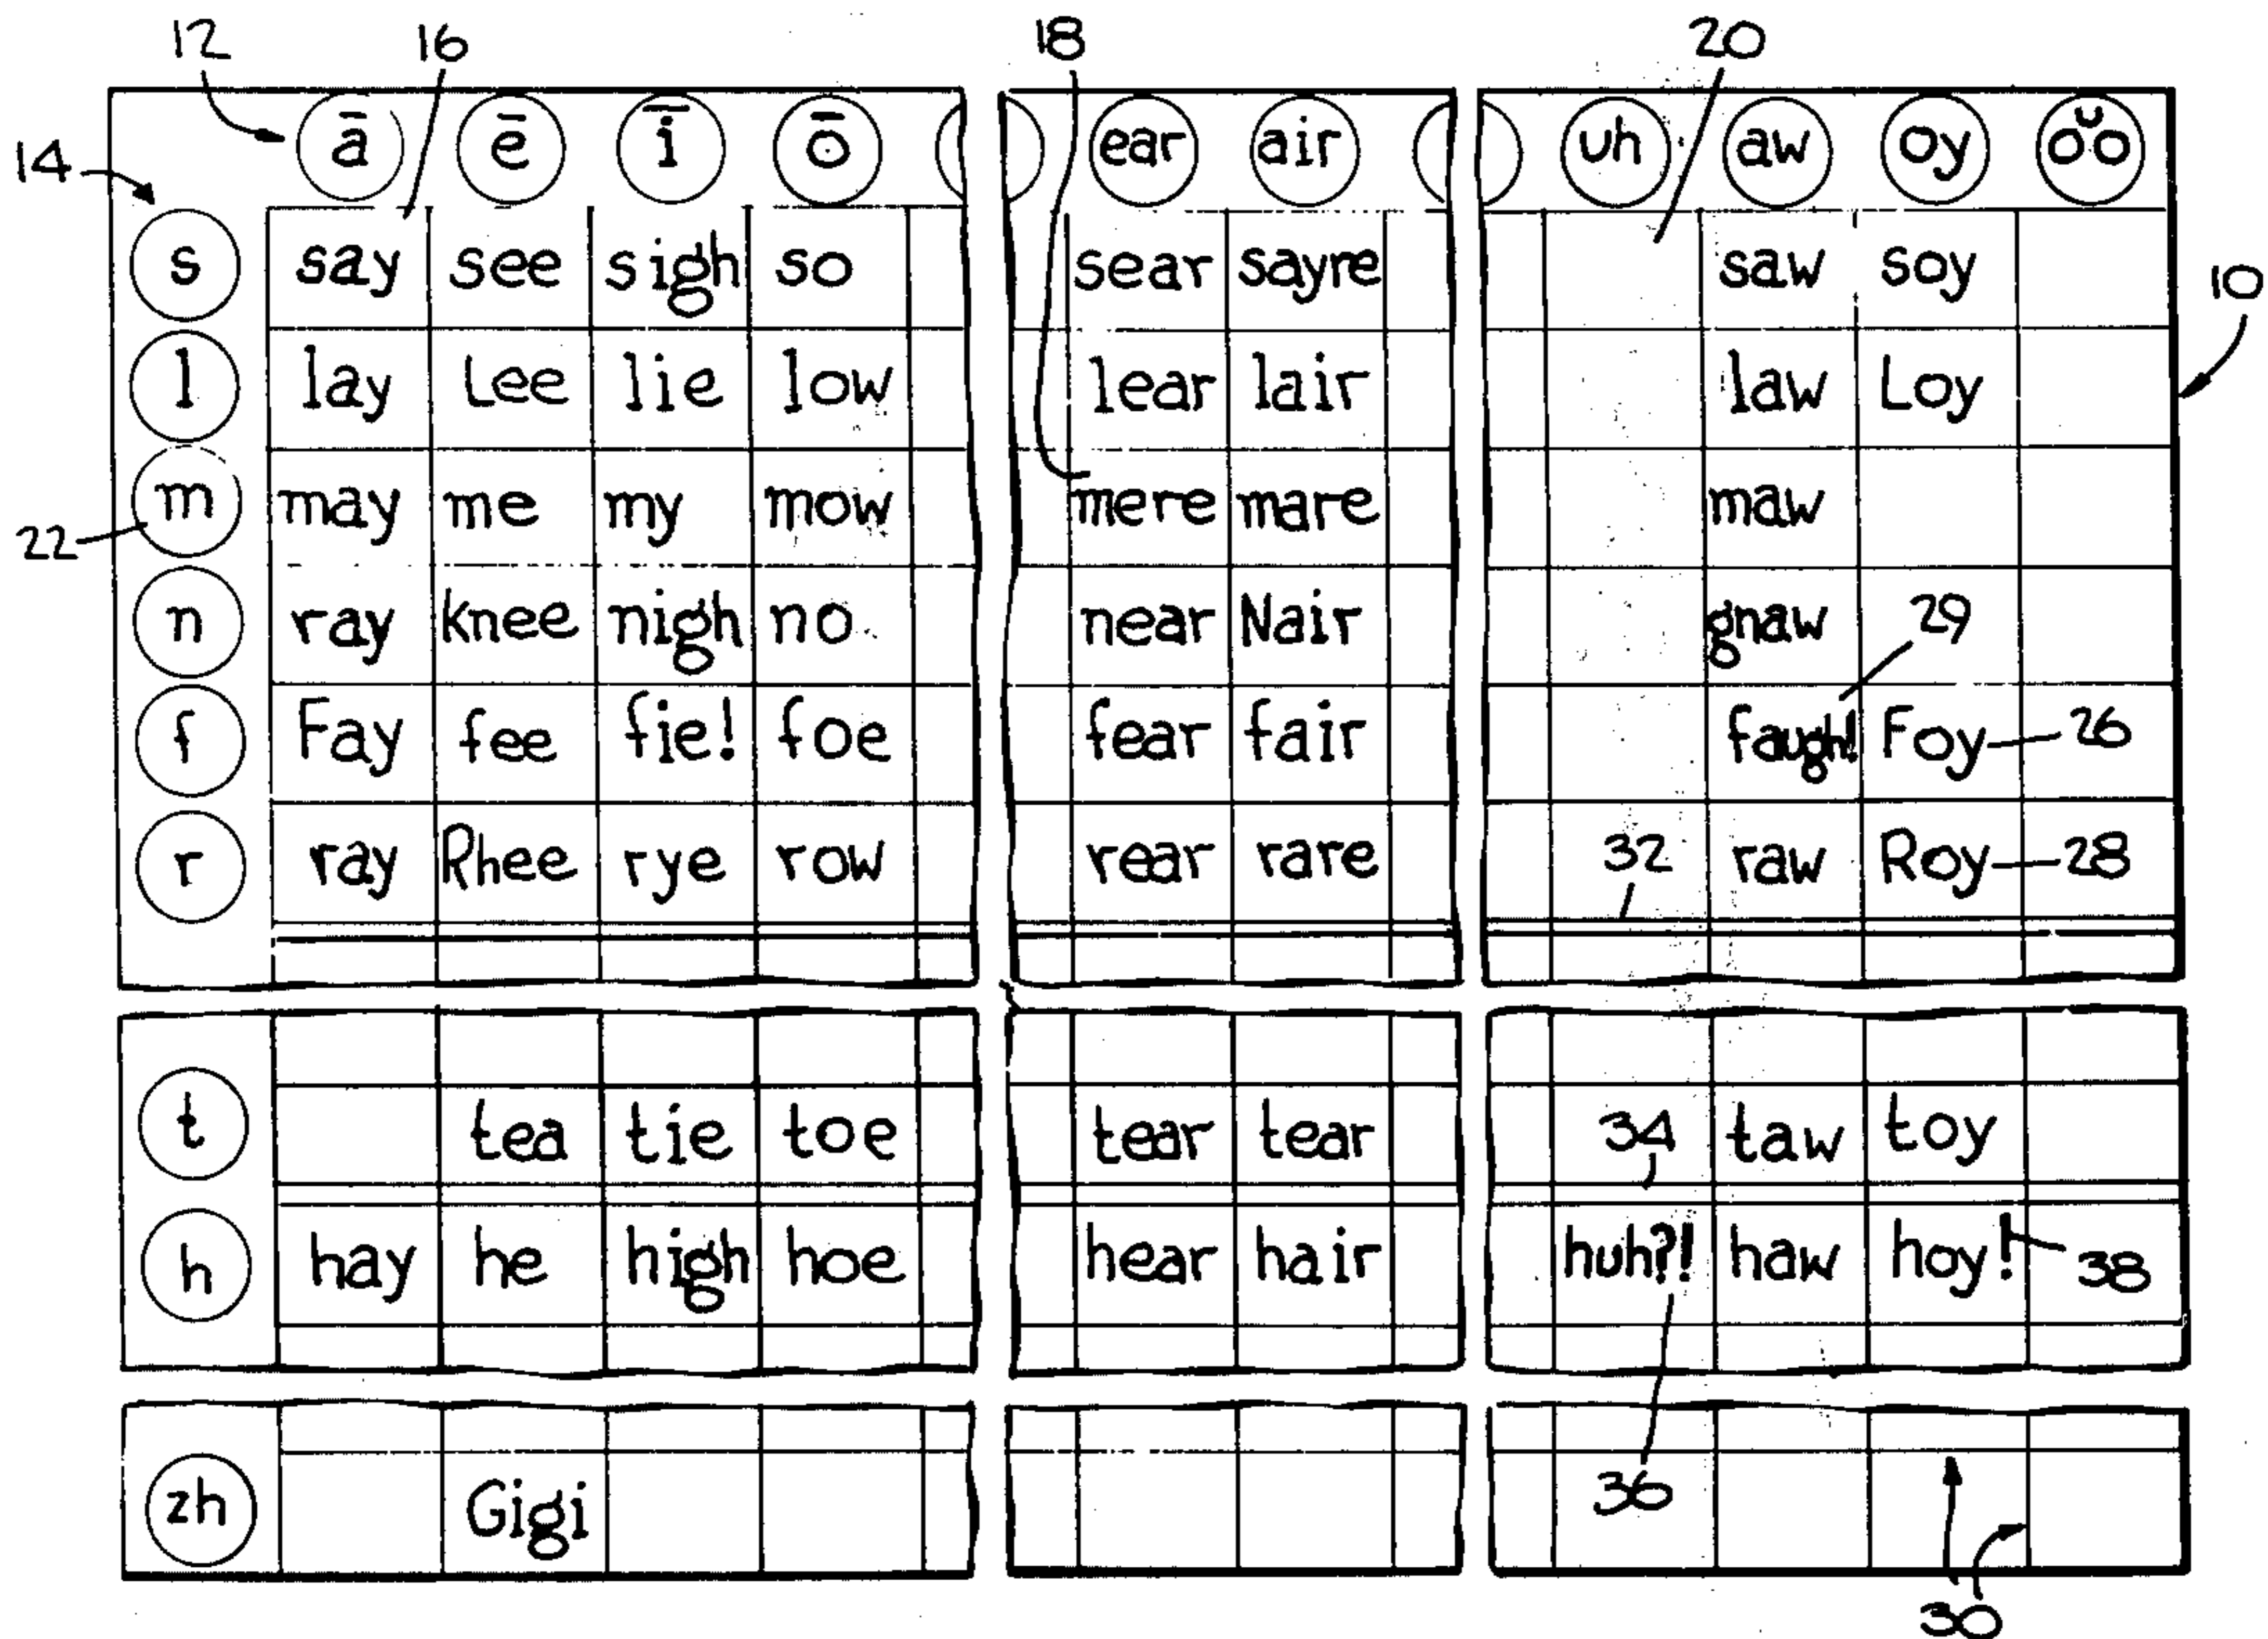 12 16 18 20
ā ē ī ō ear air uh aw oy o͝o
14
s say see sigh so sear sayre saw soy
10
l lay Lee lie low lear lair law Loy
m may me my mow mere mare maw
22
n ray knee nigh no near Nair gnaw 29
f Fay fee fie! foe fear fair faugh! Foy 26
r ray Rhee rye row rear rare 32 raw Roy 28
t tea tie toe tear tear 34 taw toy
h hay he high hoe hear hair huh?! haw hoy! 38
zh Gigi 36
30